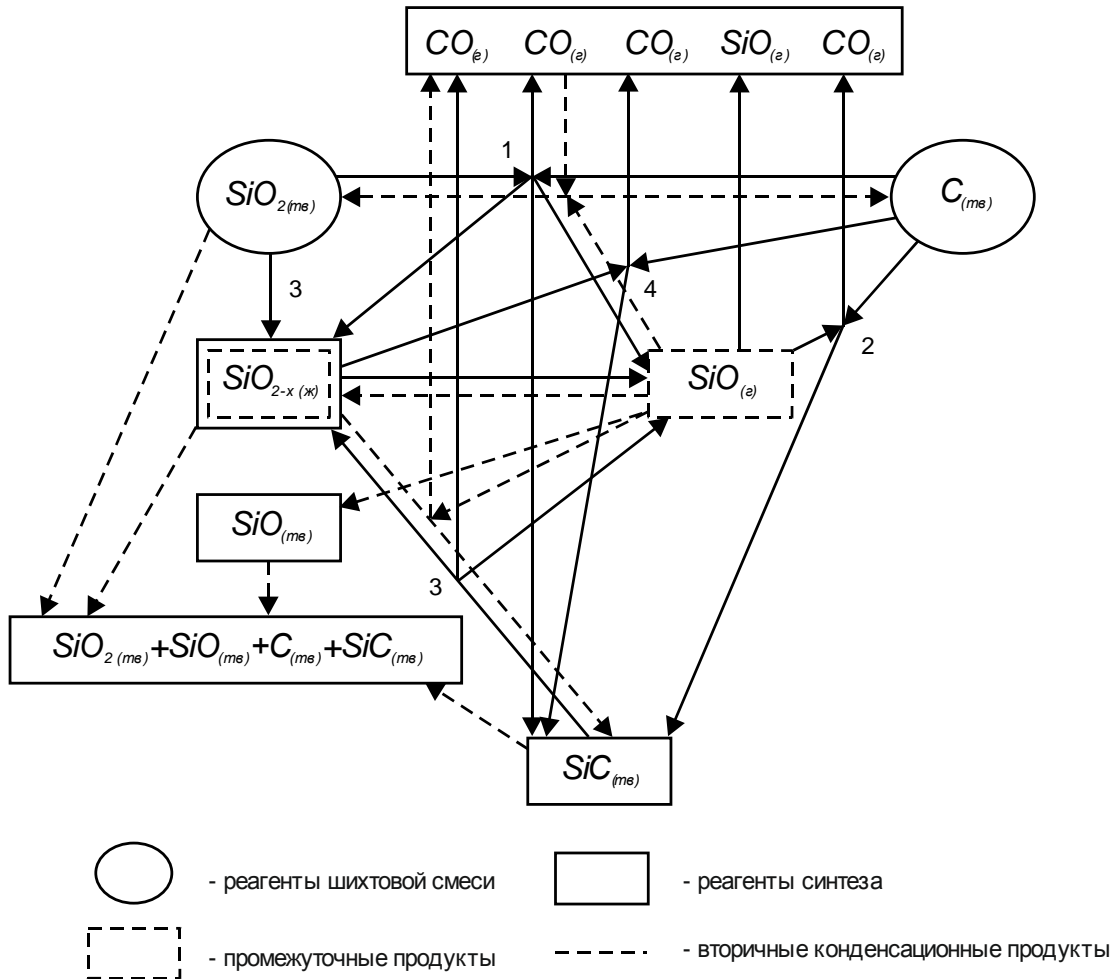 CO(г) CO(г) CO(г) SiO(г) CO(г)
1
SiO2(тв)
C(тв)
3
4
2
SiO2-x (ж)
SiO(г)
SiO(тв)
3
SiO2 (тв)+SiO(тв)+C(тв)+SiC(тв)
SiC(тв)
- реагенты шихтовой смеси
- реагенты синтеза
- промежуточные продукты
- вторичные конденсационные продукты